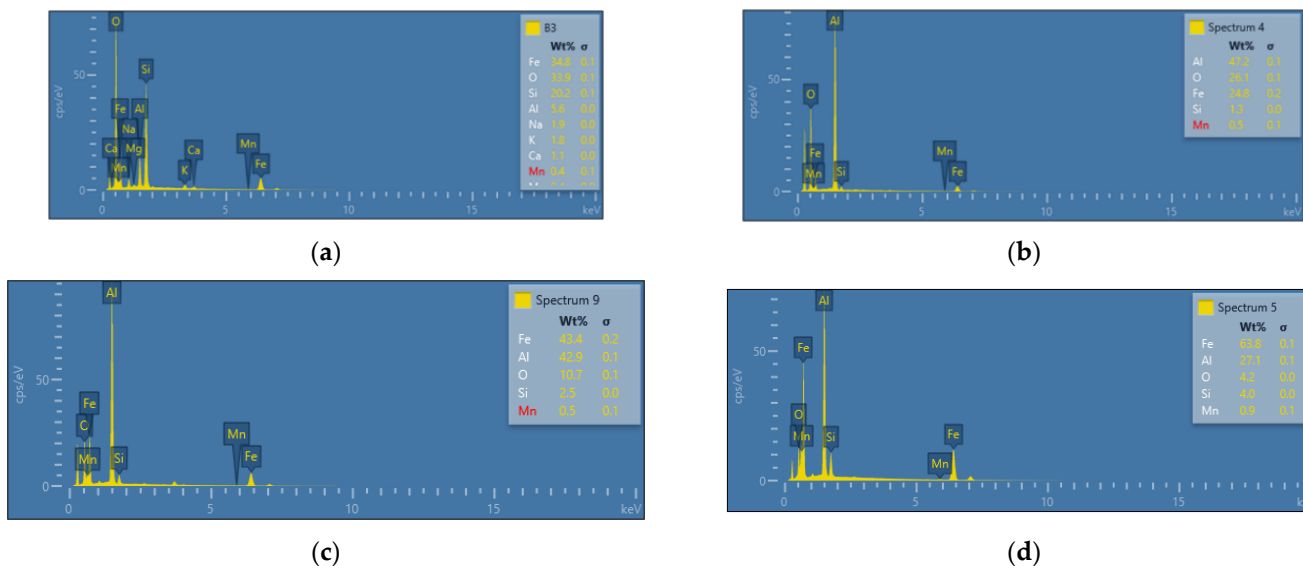 O
Si
Fe
Al
Na
Ca
Mg
Mn
K
Ca
Mn
Fe
cps/eV
50
0
0
5
10
15
keV
B3
Wt% σ
Fe 34.8 0.1
O 33.9 0.1
Si 20.2 0.1
Al 5.6 0.0
Na 1.9 0.0
K 1.8 0.0
Ca 1.1 0.0
Mn 0.4 0.1
(a)
Al
O
Fe
Mn
Si
Mn
Fe
cps/eV
50
0
0
5
10
15
keV
Spectrum 4
Wt% σ
Al 47.2 0.1
O 26.1 0.1
Fe 24.8 0.2
Si 1.3 0.0
Mn 0.5 0.1
(b)
Al
Fe
O
Mn
Si
Mn
Fe
cps/eV
50
0
0
5
10
15
keV
Spectrum 9
Wt% σ
Fe 43.4 0.2
Al 42.9 0.1
O 10.7 0.1
Si 2.5 0.0
Mn 0.5 0.1
(c)
Al
Fe
O
Mn
Si
Mn
Fe
cps/eV
50
0
0
5
10
15
keV
Spectrum 5
Wt% σ
Fe 63.8 0.1
Al 27.1 0.1
O 4.2 0.0
Si 4.0 0.0
Mn 0.9 0.1
(d)